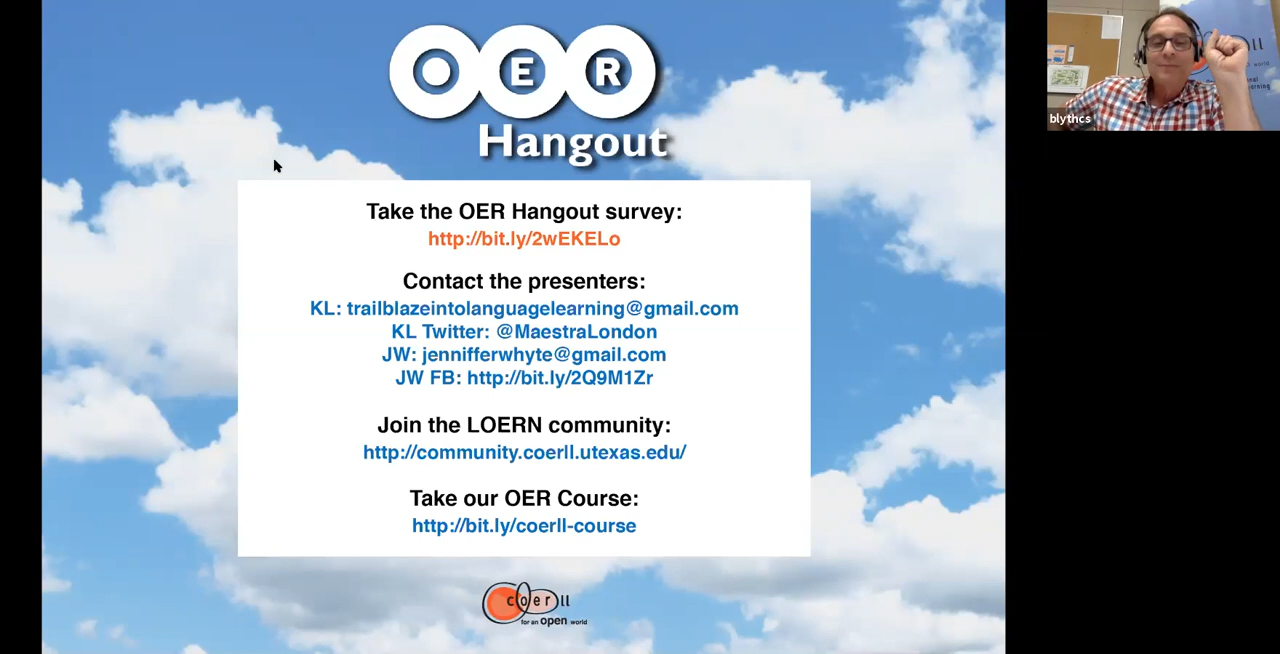 OER
Hangout
Take the OER Hangout survey:
http://bit.ly/2wEKELo
Contact the presenters:
KL: trailblazeintolanguagelearning@gmail.com
KL Twitter: @MaestraLondon
JW: jennifferwhyte@gmail.com
JW FB: http://bit.ly/2Q9M1Zr
Join the LOERN community:
http://community.coerll.utexas.edu/
Take our OER Course:
http://bit.ly/coerll-course
coerll
for an open world
blythcs